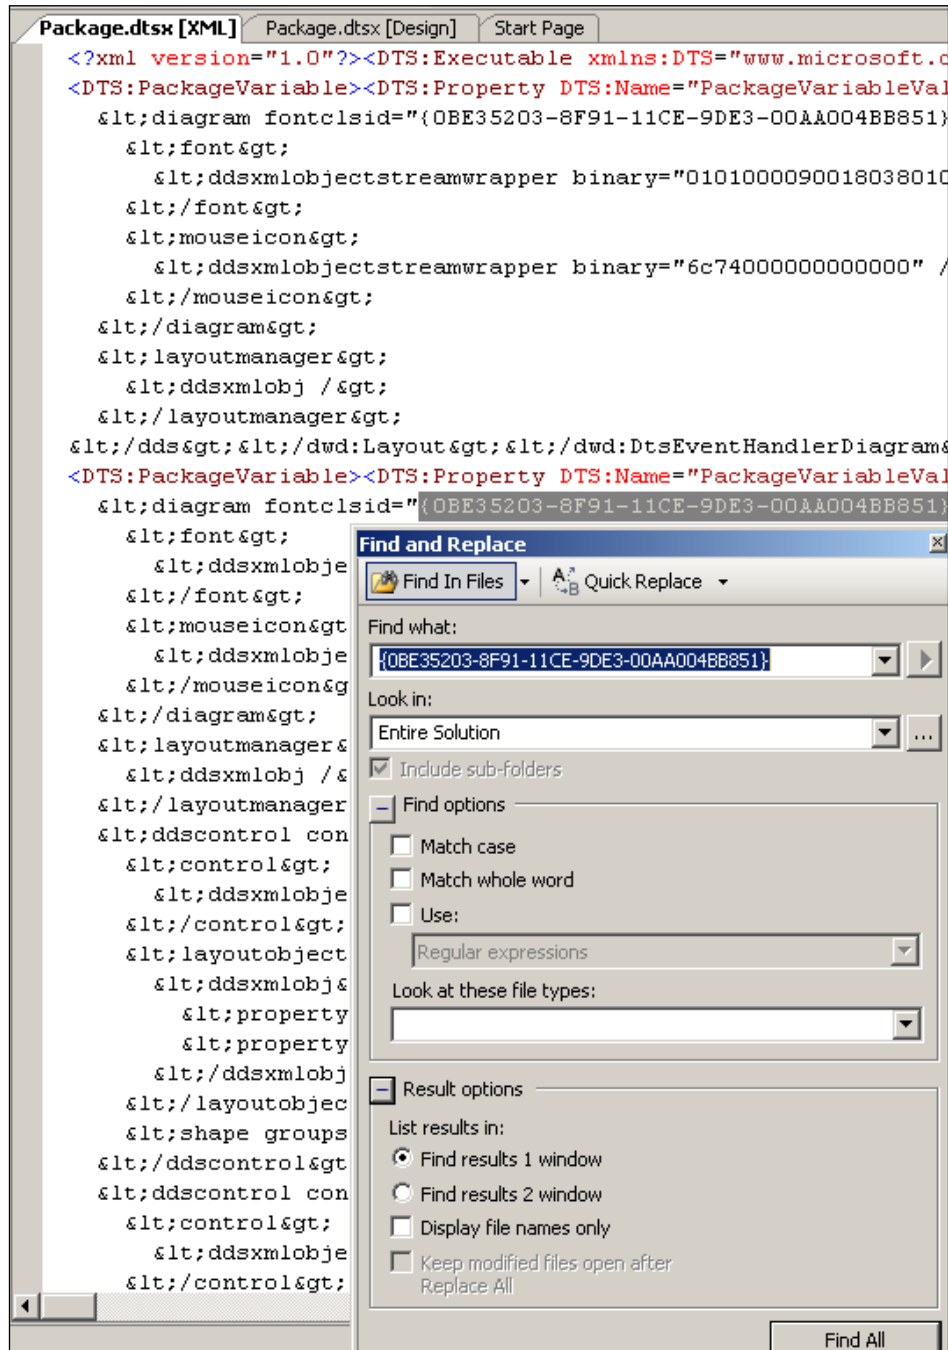 Package.dtsx [XML] Package.dtsx [Design] Start Page
<?xml version="1.0"?><DTS:Executable xmlns:DTS="www.microsoft.c
<DTS:PackageVariable><DTS:Property DTS:Name="PackageVariableVal
&lt;diagram fontclsid="{0BE35203-8F91-11CE-9DE3-00AA004BB851}
&lt;font&gt;
&lt;ddsxmlobjectstreamwrapper binary="0101000090018038010
&lt;/font&gt;
&lt;mouseicon&gt;
&lt;ddsxmlobjectstreamwrapper binary="6c74000000000000" /
&lt;/mouseicon&gt;
&lt;/diagram&gt;
&lt;layoutmanager&gt;
&lt;ddsxmlobj /&gt;
&lt;/layoutmanager&gt;
&lt;/dds&gt;&lt;/dwd:Layout&gt;&lt;/dwd:DtsEventHandlerDiagram&
<DTS:PackageVariable><DTS:Property DTS:Name="PackageVariableVal
&lt;diagram fontclsid="{0BE35203-8F91-11CE-9DE3-00AA004BB851}
&lt;font&gt;
&lt;ddsxmlobje
&lt;/font&gt;
&lt;mouseicon&gt
&lt;ddsxmlobje
&lt;/mouseicon&g
&lt;/diagram&gt;
&lt;layoutmanager&
&lt;ddsxmlobj /&
&lt;/layoutmanager
&lt;ddscontrol con
&lt;control&gt;
&lt;ddsxmlobje
&lt;/control&gt;
&lt;layoutobject
&lt;ddsxmlobj&
&lt;property
&lt;property
&lt;/ddsxmlobj
&lt;/layoutobjec
&lt;shape groups
&lt;/ddscontrol&gt
&lt;ddscontrol con
&lt;control&gt;
&lt;ddsxmlobje
&lt;/control&gt;
Find and Replace
Find In Files Quick Replace
Find what:
{0BE35203-8F91-11CE-9DE3-00AA004BB851}
Look in:
Entire Solution
...
Include sub-folders
Find options
Match case
Match whole word
Use:
Regular expressions
Look at these file types:
Result options
List results in:
Find results 1 window
Find results 2 window
Display file names only
Keep modified files open after
Replace All
Find All